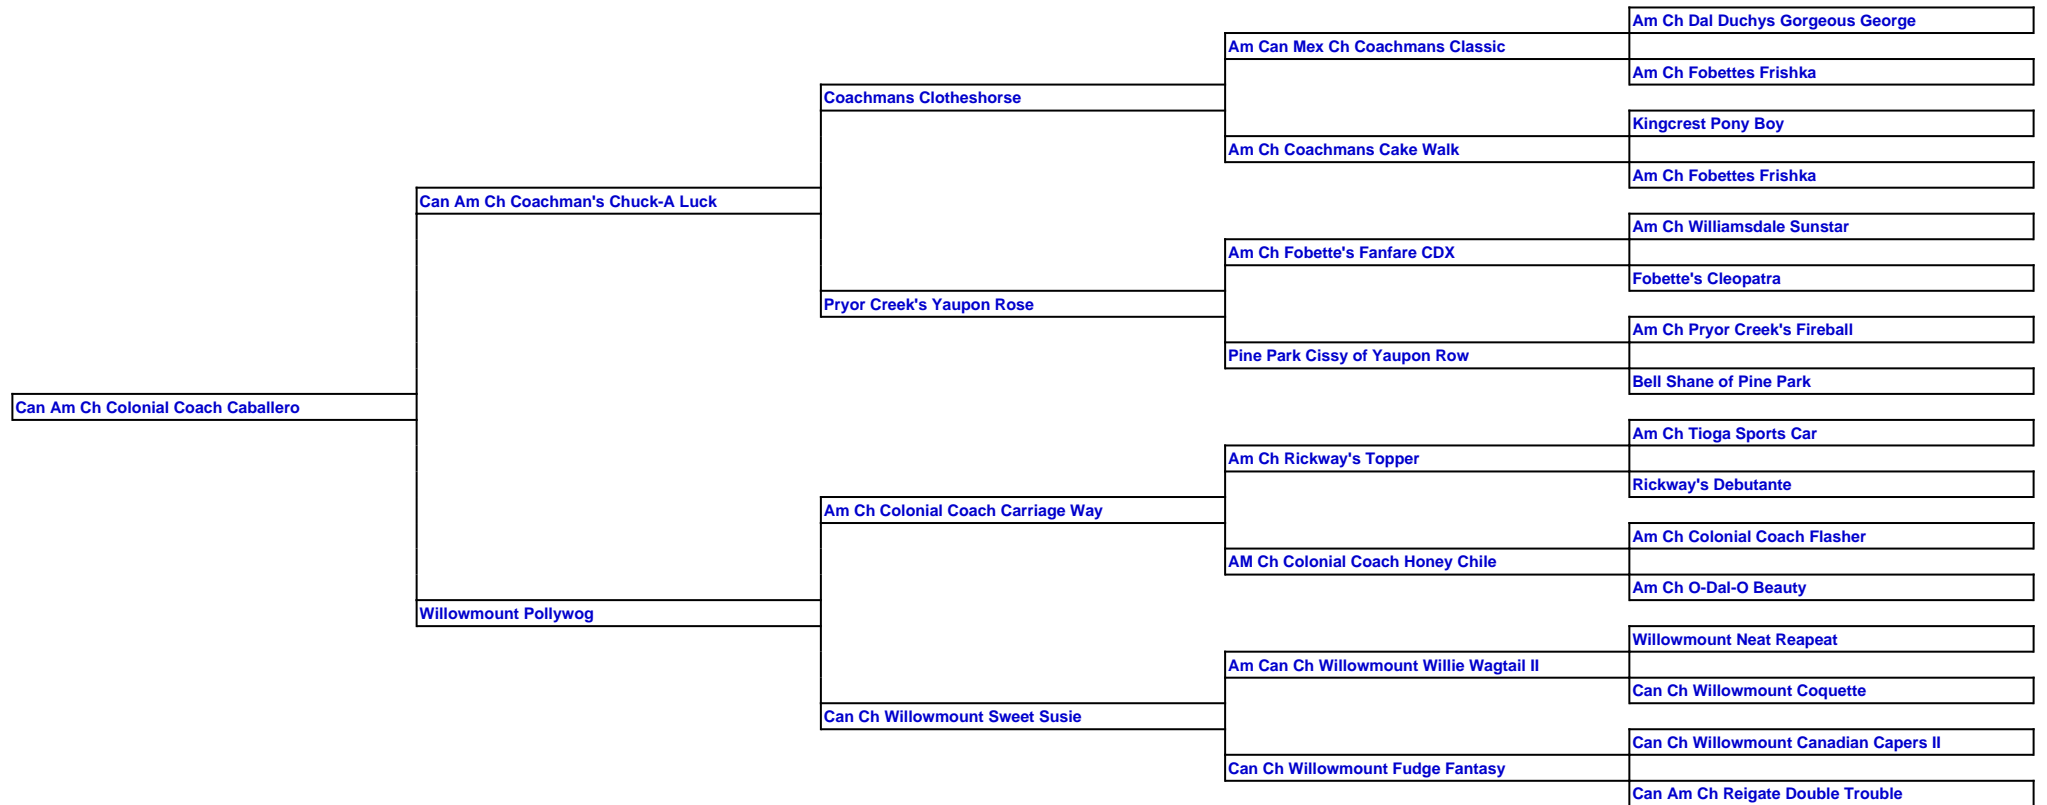 Am Ch Dal Duchys Gorgeous George
Am Can Mex Ch Coachmans Classic
Am Ch Fobettes Frishka
Coachmans Clotheshorse
Kingcrest Pony Boy
Am Ch Coachmans Cake Walk
Am Ch Fobettes Frishka
Can Am Ch Coachman's Chuck-A Luck
Am Ch Williamsdale Sunstar
Am Ch Fobette's Fanfare CDX
Fobette's Cleopatra
Pryor Creek's Yaupon Rose
Am Ch Pryor Creek's Fireball
Pine Park Cissy of Yaupon Row
Bell Shane of Pine Park
Can Am Ch Colonial Coach Caballero
Am Ch Tioga Sports Car
Am Ch Rickway's Topper
Rickway's Debutante
Am Ch Colonial Coach Carriage Way
Am Ch Colonial Coach Flasher
AM Ch Colonial Coach Honey Chile
Am Ch O-Dal-O Beauty
Willowmount Pollywog
Willowmount Neat Reapeat
Am Can Ch Willowmount Willie Wagtail II
Can Ch Willowmount Coquette
Can Ch Willowmount Sweet Susie
Can Ch Willowmount Canadian Capers II
Can Ch Willowmount Fudge Fantasy
Can Am Ch Reigate Double Trouble